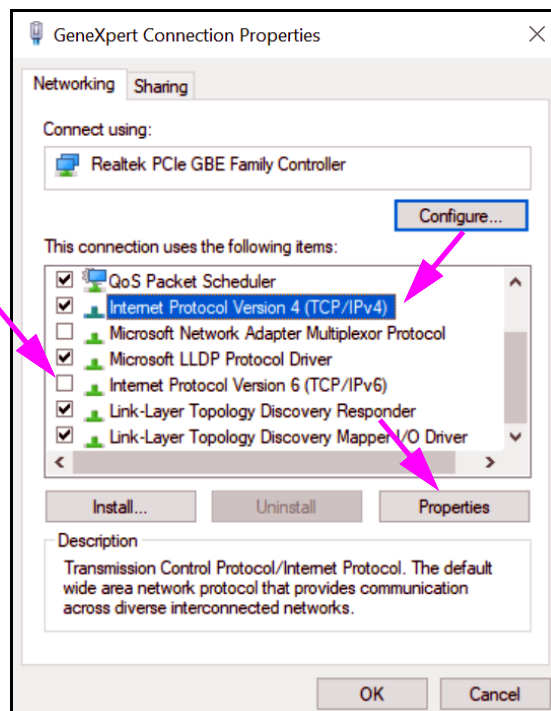 GeneXpert Connection Properties
Networking Sharing
Connect using:
Realtek PCIe GBE Family Controller
Configure...
This connection uses the following items:
QoS Packet Scheduler
Internet Protocol Version 4 (TCP/IPv4)
Microsoft Network Adapter Multiplexor Protocol
Microsoft LLDP Protocol Driver
Internet Protocol Version 6 (TCP/IPv6)
Link-Layer Topology Discovery Responder
Link-Layer Topology Discovery Mapper I/O Driver
Install... Uninstall Properties
Description
Transmission Control Protocol/Internet Protocol. The default
wide area network protocol that provides communication
across diverse interconnected networks.
OK Cancel